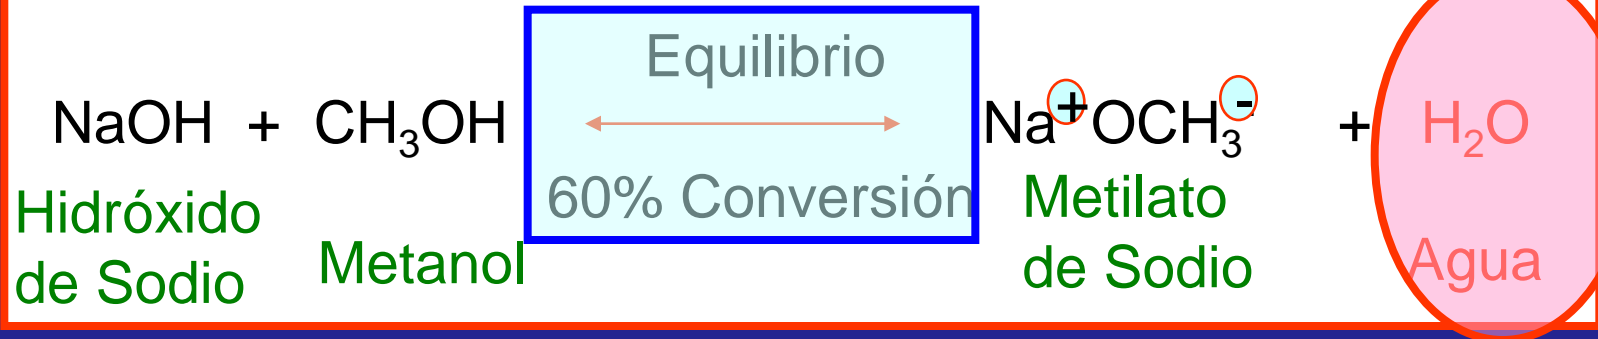 Equilibrio
NaOH + CH₃OH Na⁺OCH₃⁻ + H₂O
60% Conversión
Hidróxido de Sodio
Metanol
Metilato de Sodio
Agua